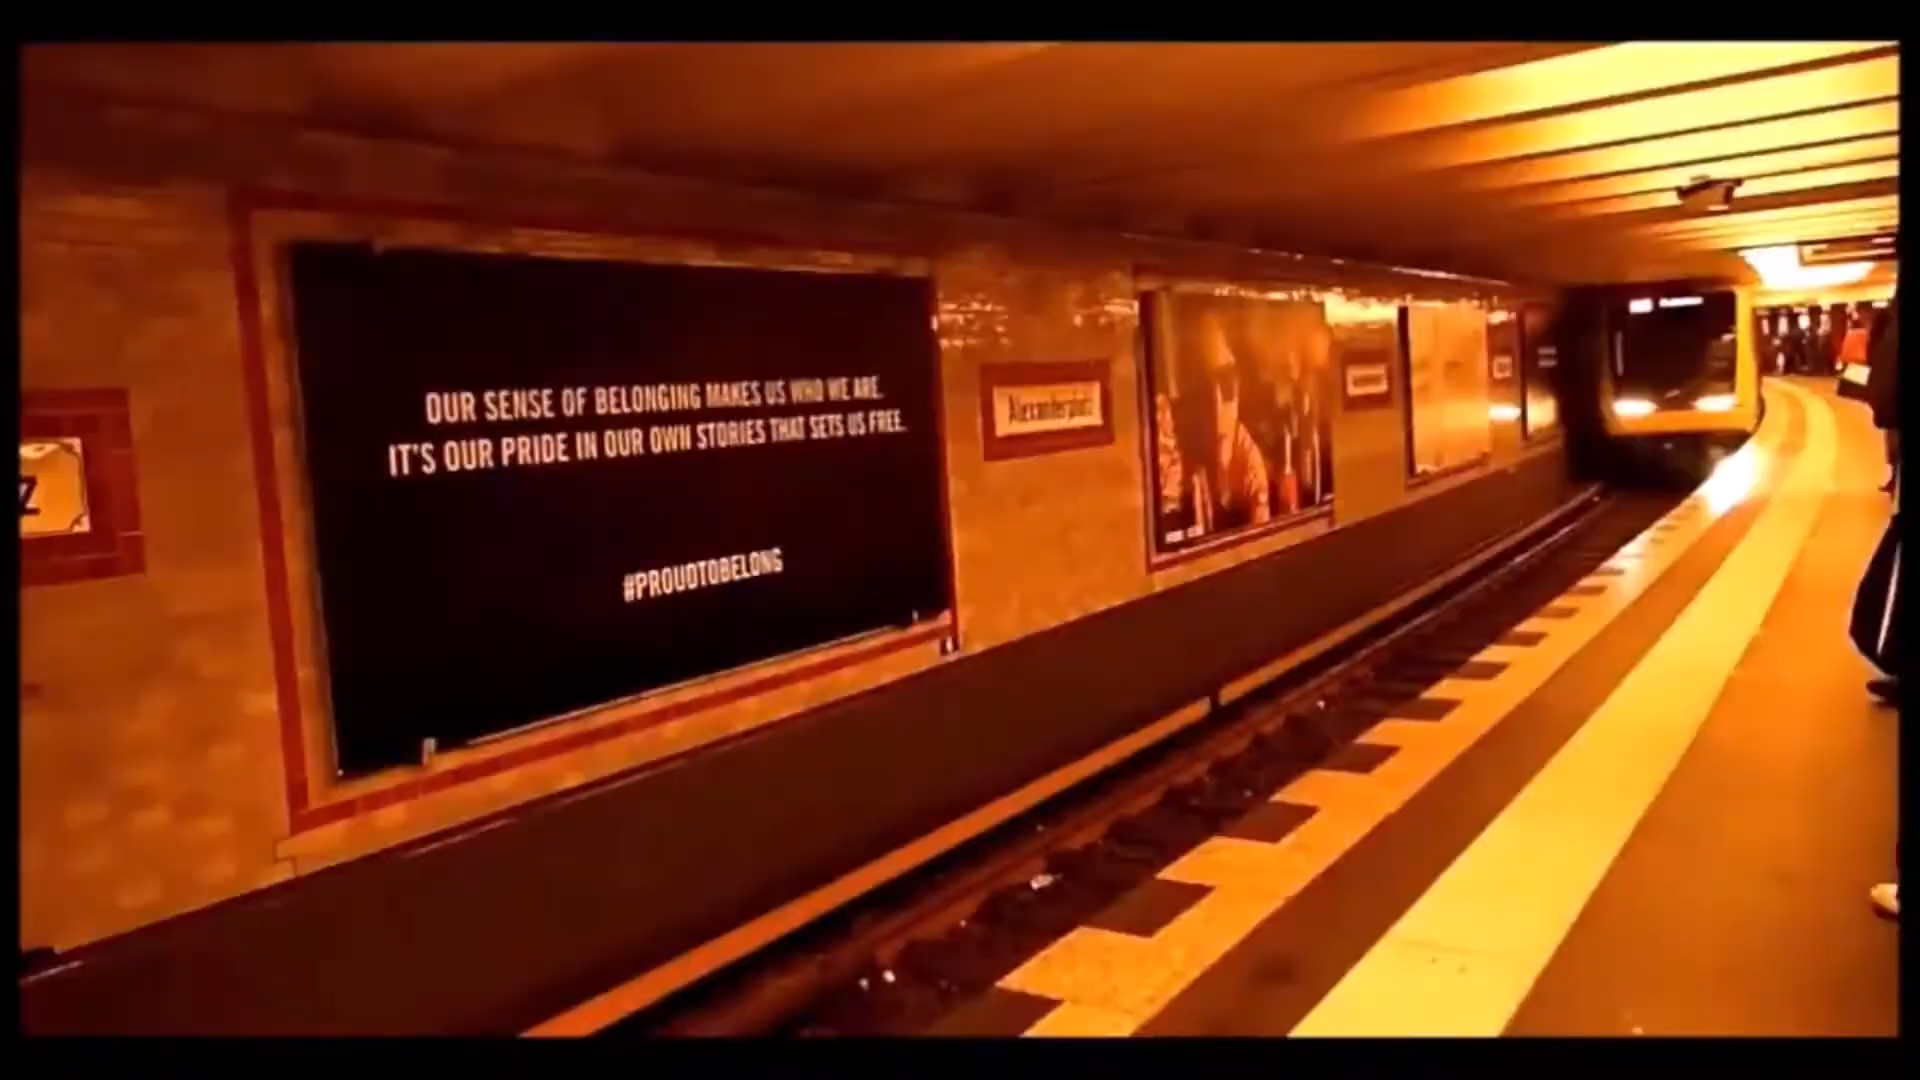 Z
OUR SENSE OF BELONGING MAKES US WHO WE ARE.
IT'S OUR PRIDE IN OUR OWN STORIES THAT SETS US FREE.
#PROUDTOBELONG
Alexanderplatz